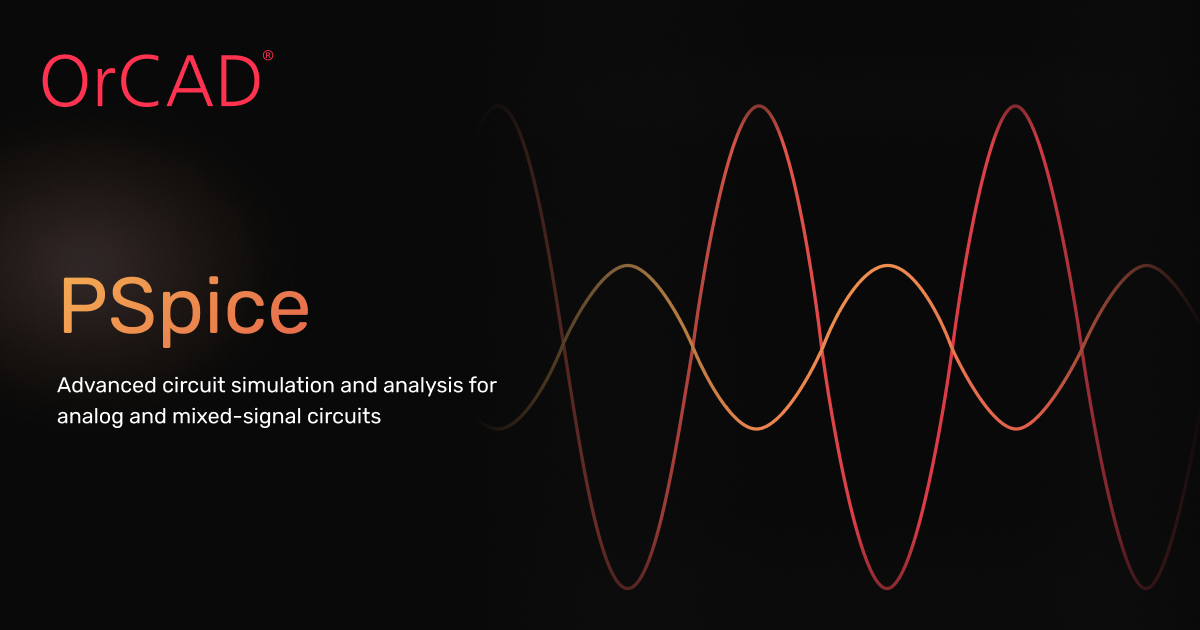 OrCAD®
PSpice
Advanced circuit simulation and analysis for
analog and mixed-signal circuits